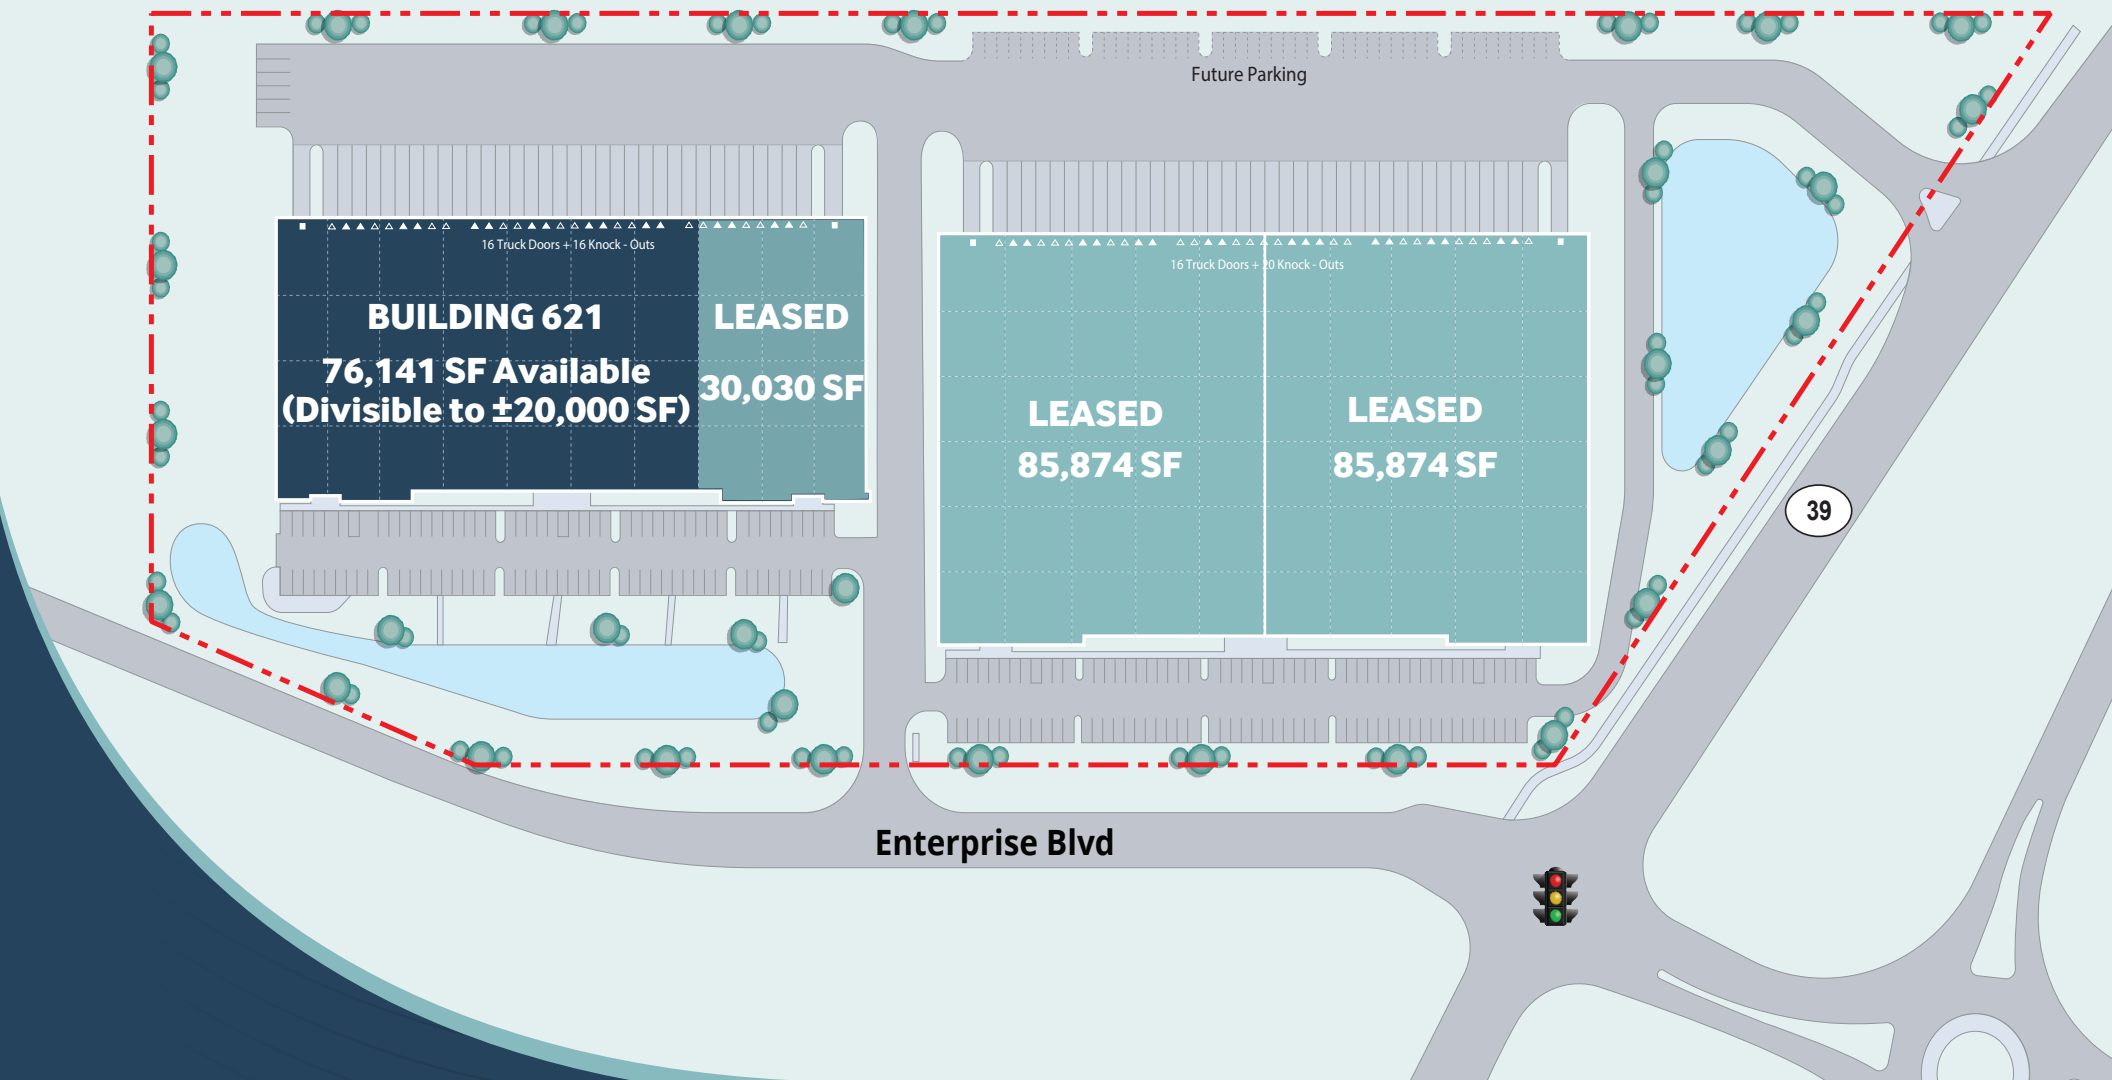 Future Parking
16 Truck Doors + 16 Knock - Outs
BUILDING 621
76,141 SF Available
(Divisible to ±20,000 SF)
LEASED
30,030 SF
16 Truck Doors + 20 Knock - Outs
LEASED
85,874 SF
LEASED
85,874 SF
39
Enterprise Blvd